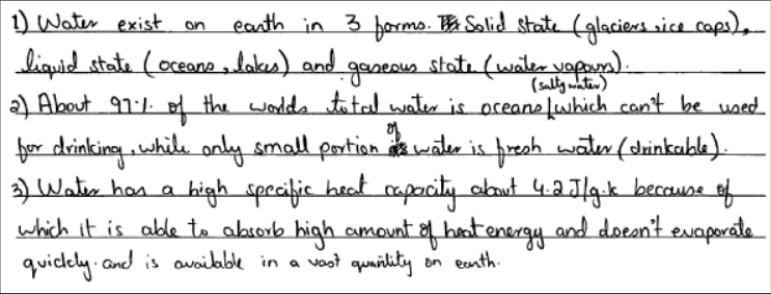 1) Water exist on earth in 3 forms. Solid state (glaciers, ice caps),
liquid state (oceans, lakes) and gaseous state (water vapours).
(salty water)
2) About 97% of the worlds total water is oceans which can't be used
for drinking, while only small portion of water is fresh water (drinkable).
3) Water has a high specific heat capacity about 4.2 J/g.k because of
which it is able to absorb high amount of heat energy and doesn't evaporate
quickly. and is available in a vast quantity on earth.